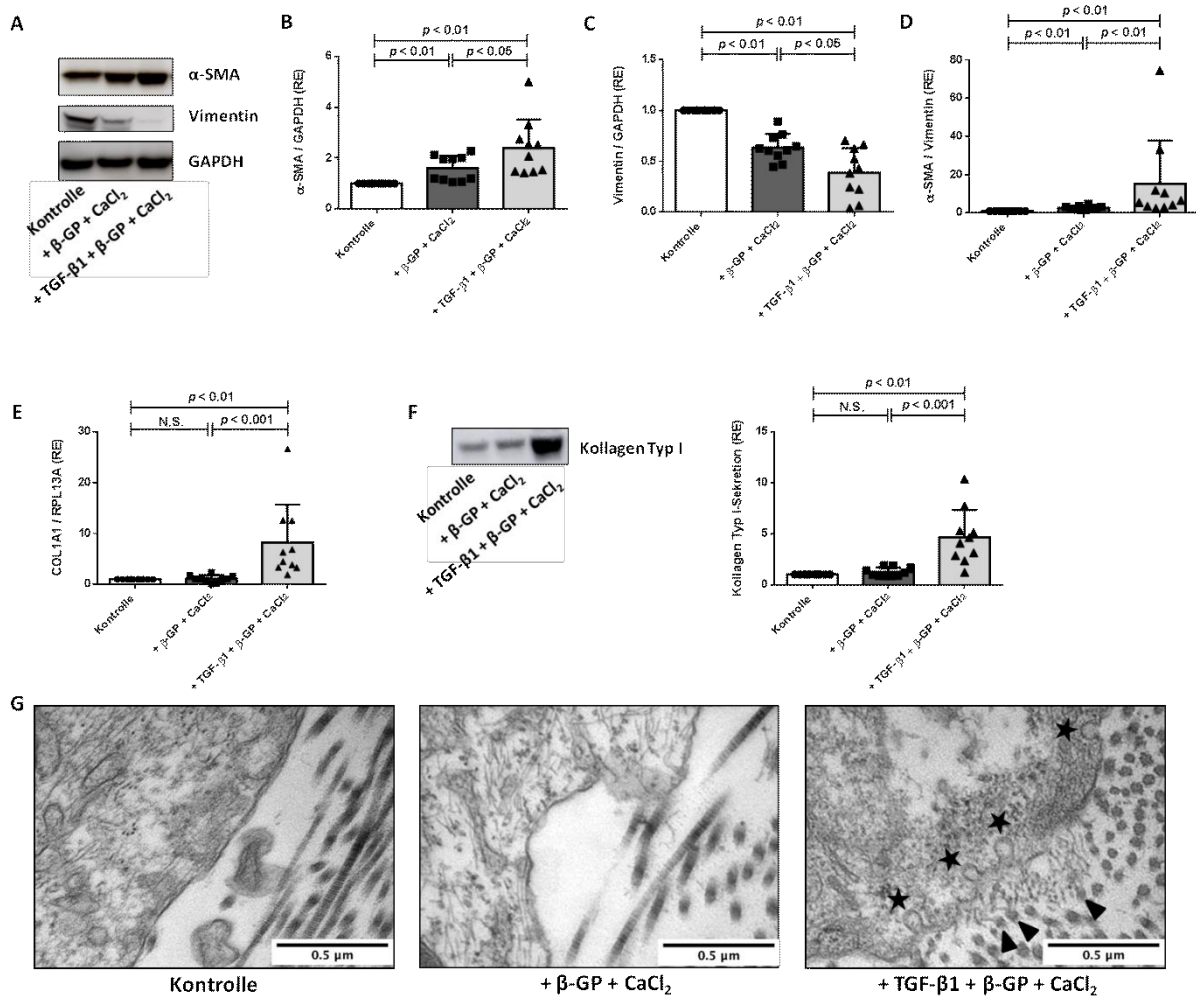 A
α-SMA
Vimentin
GAPDH
Kontrolle
+ β-GP + CaCl₂
+ TGF-β1 + β-GP + CaCl₂
B
p < 0.01
p < 0.01
p < 0.05
α-SMA / GAPDH (RE)
6
4
2
0
Kontrolle
+ β-GP + CaCl₂
+ TGF-β1 + β-GP + CaCl₂
C
p < 0.01
p < 0.01
p < 0.05
Vimentin / GAPDH (RE)
1.5
1.0
0.5
0.0
Kontrolle
+ β-GP + CaCl₂
+ TGF-β1 + β-GP + CaCl₂
D
p < 0.01
p < 0.01
p < 0.01
α-SMA / Vimentin (RE)
80
60
40
20
0
Kontrolle
+ β-GP + CaCl₂
+ TGF-β1 + β-GP + CaCl₂
E
p < 0.01
N.S.
p < 0.001
COL1A1 / RPL13A (RE)
30
20
10
0
Kontrolle
+ β-GP + CaCl₂
+ TGF-β1 + β-GP + CaCl₂
F
Kollagen Typ I
Kontrolle
+ β-GP + CaCl₂
+ TGF-β1 + β-GP + CaCl₂
p < 0.01
N.S.
p < 0.001
Kollagen Typ I-Sekretion (RE)
15
10
5
0
Kontrolle
+ β-GP + CaCl₂
+ TGF-β1 + β-GP + CaCl₂
G
0.5 µm
0.5 µm
0.5 µm
Kontrolle
+ β-GP + CaCl₂
+ TGF-β1 + β-GP + CaCl₂